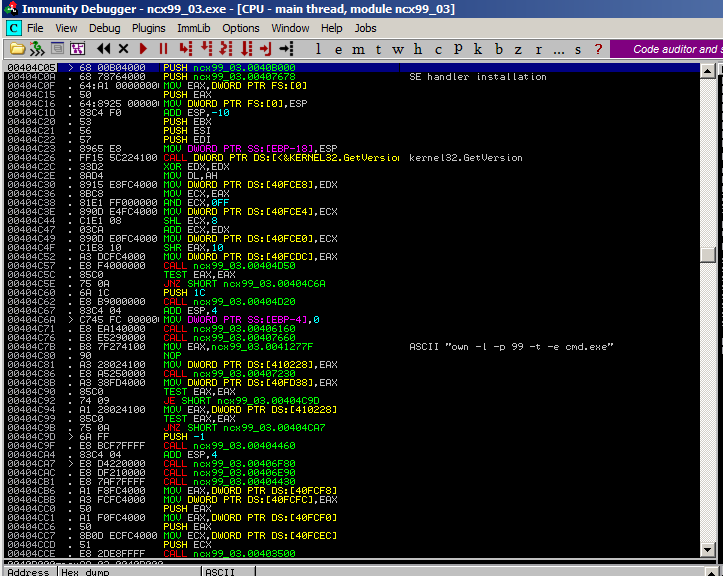 Immunity Debugger - ncx99_03.exe - [CPU - main thread, module ncx99_03]
C File View Debug Plugins ImmLib Options Window Help Jobs
l e m t w h c p k b z r ... s ? Code auditor and s
00404C05 > 68 00B04000 PUSH ncx99_03.0040B000
00404C0A . 68 78764000 PUSH ncx99_03.00407678 SE handler installation
00404C0F . 64:A1 00000000 MOV EAX,DWORD PTR FS:[0]
00404C15 . 50 PUSH EAX
00404C16 . 64:8925 000000 MOV DWORD PTR FS:[0],ESP
00404C1D . 83C4 F0 ADD ESP,-10
00404C20 . 53 PUSH EBX
00404C21 . 56 PUSH ESI
00404C22 . 57 PUSH EDI
00404C23 . 8965 E8 MOV DWORD PTR SS:[EBP-18],ESP
00404C26 . FF15 5C224100 CALL DWORD PTR DS:[<&KERNEL32.GetVersion kernel32.GetVersion
00404C2C . 33D2 XOR EDX,EDX
00404C2E . 8AD4 MOV DL,AH
00404C30 . 8915 E8FC4000 MOV DWORD PTR DS:[40FCE8],EDX
00404C36 . 8BC8 MOV ECX,EAX
00404C38 . 81E1 FF000000 AND ECX,0FF
00404C3E . 890D E4FC4000 MOV DWORD PTR DS:[40FCE4],ECX
00404C44 . C1E1 08 SHL ECX,8
00404C47 . 03CA ADD ECX,EDX
00404C49 . 890D E0FC4000 MOV DWORD PTR DS:[40FCE0],ECX
00404C4F . C1E8 10 SHR EAX,10
00404C52 . A3 DCFC4000 MOV DWORD PTR DS:[40FCDC],EAX
00404C57 . E8 F4000000 CALL ncx99_03.00404D50
00404C5C . 85C0 TEST EAX,EAX
00404C5E . 75 0A JNZ SHORT ncx99_03.00404C6A
00404C60 . 6A 1C PUSH 1C
00404C62 . E8 B9000000 CALL ncx99_03.00404D20
00404C67 . 83C4 04 ADD ESP,4
00404C6A > C745 FC 000000 MOV DWORD PTR SS:[EBP-4],0
00404C71 . E8 EA140000 CALL ncx99_03.00406160
00404C76 . E8 E5290000 CALL ncx99_03.00407660
00404C7B . B8 7F274100 MOV EAX,ncx99_03.0041277F ASCII "own -l -p 99 -t -e cmd.exe"
00404C80 . 90 NOP
00404C81 . A3 28024100 MOV DWORD PTR DS:[410228],EAX
00404C86 . E8 A5250000 CALL ncx99_03.00407230
00404C8B . A3 38FD4000 MOV DWORD PTR DS:[40FD38],EAX
00404C90 . 85C0 TEST EAX,EAX
00404C92 . 74 09 JE SHORT ncx99_03.00404C9D
00404C94 . A1 28024100 MOV EAX,DWORD PTR DS:[410228]
00404C99 . 85C0 TEST EAX,EAX
00404C9B . 75 0A JNZ SHORT ncx99_03.00404CA7
00404C9D > 6A FF PUSH -1
00404C9F . E8 BCF7FFFF CALL ncx99_03.00404460
00404CA4 . 83C4 04 ADD ESP,4
00404CA7 > E8 D4220000 CALL ncx99_03.00406F80
00404CAC . E8 DF210000 CALL ncx99_03.00406E90
00404CB1 . E8 7AF7FFFF CALL ncx99_03.00404430
00404CB6 . A1 F8FC4000 MOV EAX,DWORD PTR DS:[40FCF8]
00404CBB . A3 FCFC4000 MOV DWORD PTR DS:[40FCFC],EAX
00404CC0 . 50 PUSH EAX
00404CC1 . A1 F0FC4000 MOV EAX,DWORD PTR DS:[40FCF0]
00404CC6 . 50 PUSH EAX
00404CC7 . 8B0D ECFC4000 MOV ECX,DWORD PTR DS:[40FCEC]
00404CCD . 51 PUSH ECX
00404CCE . E8 2DE8FFFF CALL ncx99_03.00403500
Address Hex dump ASCII